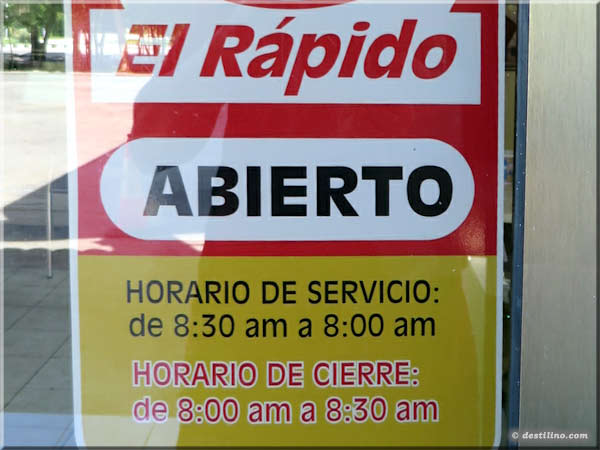 El Rápido
ABIERTO
HORARIO DE SERVICIO:
de 8:30 am a 8:00 am
HORARIO DE CIERRE:
de 8:00 am a 8:30 am
© destilino.com